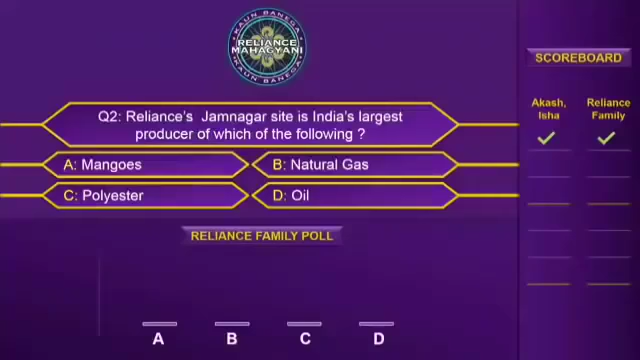 KAUN BANEGA
RELIANCE
MAHAGYANI
KAUN BANEGA
SCOREBOARD
Akash,
Isha
Reliance
Family
Q2: Reliance's Jamnagar site is India's largest
producer of which of the following ?
A: Mangoes
B: Natural Gas
C: Polyester
D: Oil
RELIANCE FAMILY POLL
A
B
C
D